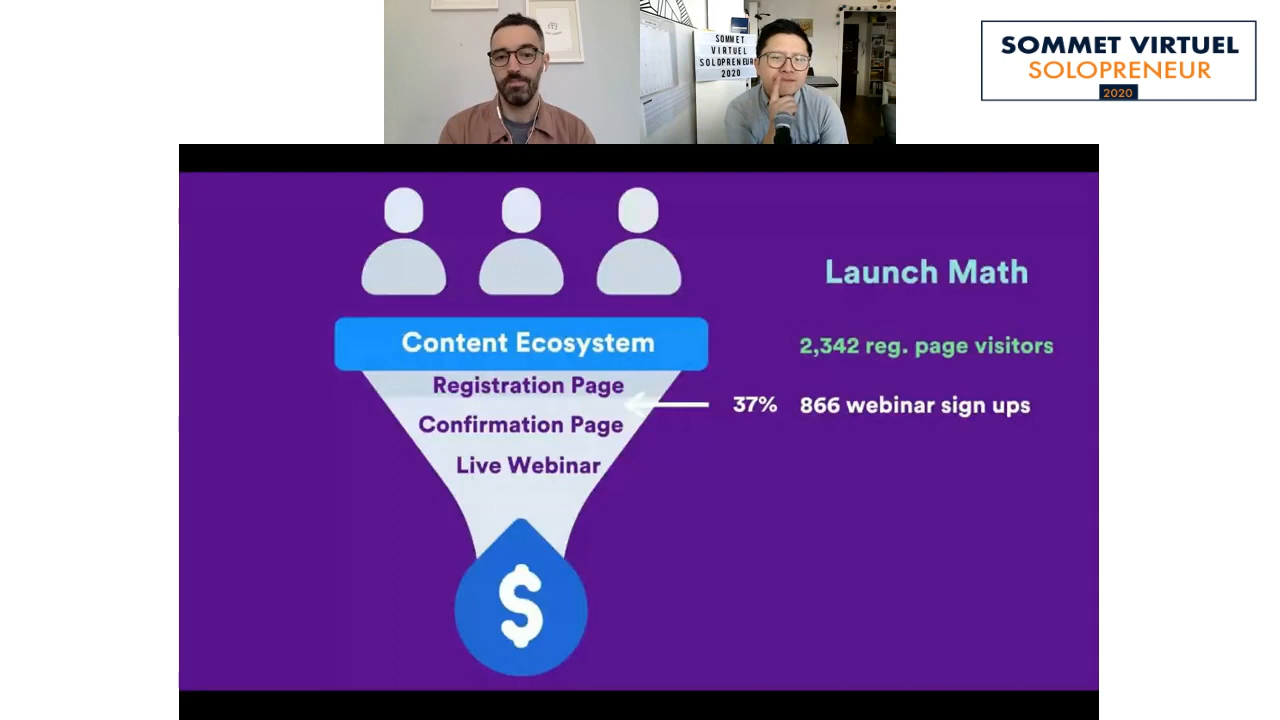 SOMMET
VIRTUEL
SOLOPRENEUR
2020
SOMMET VIRTUEL
SOLOPRENEUR
2020
Launch Math
Content Ecosystem
2,342 reg. page visitors
Registration Page
37% 866 webinar sign ups
Confirmation Page
Live Webinar
$